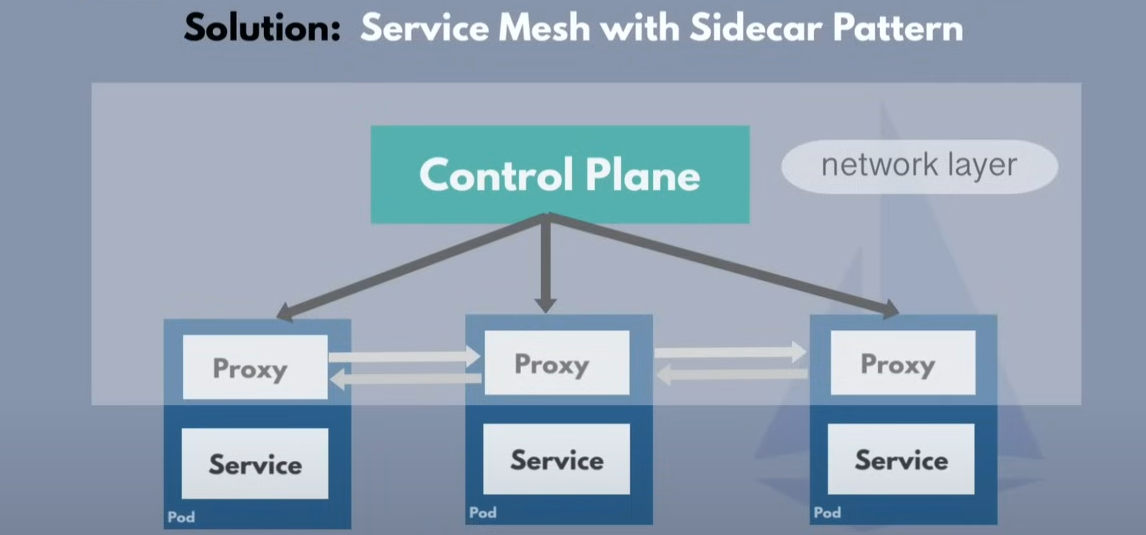 Solution: Service Mesh with Sidecar Pattern
Control Plane
network layer
Proxy
Proxy
Proxy
Service
Service
Service
Pod
Pod
Pod